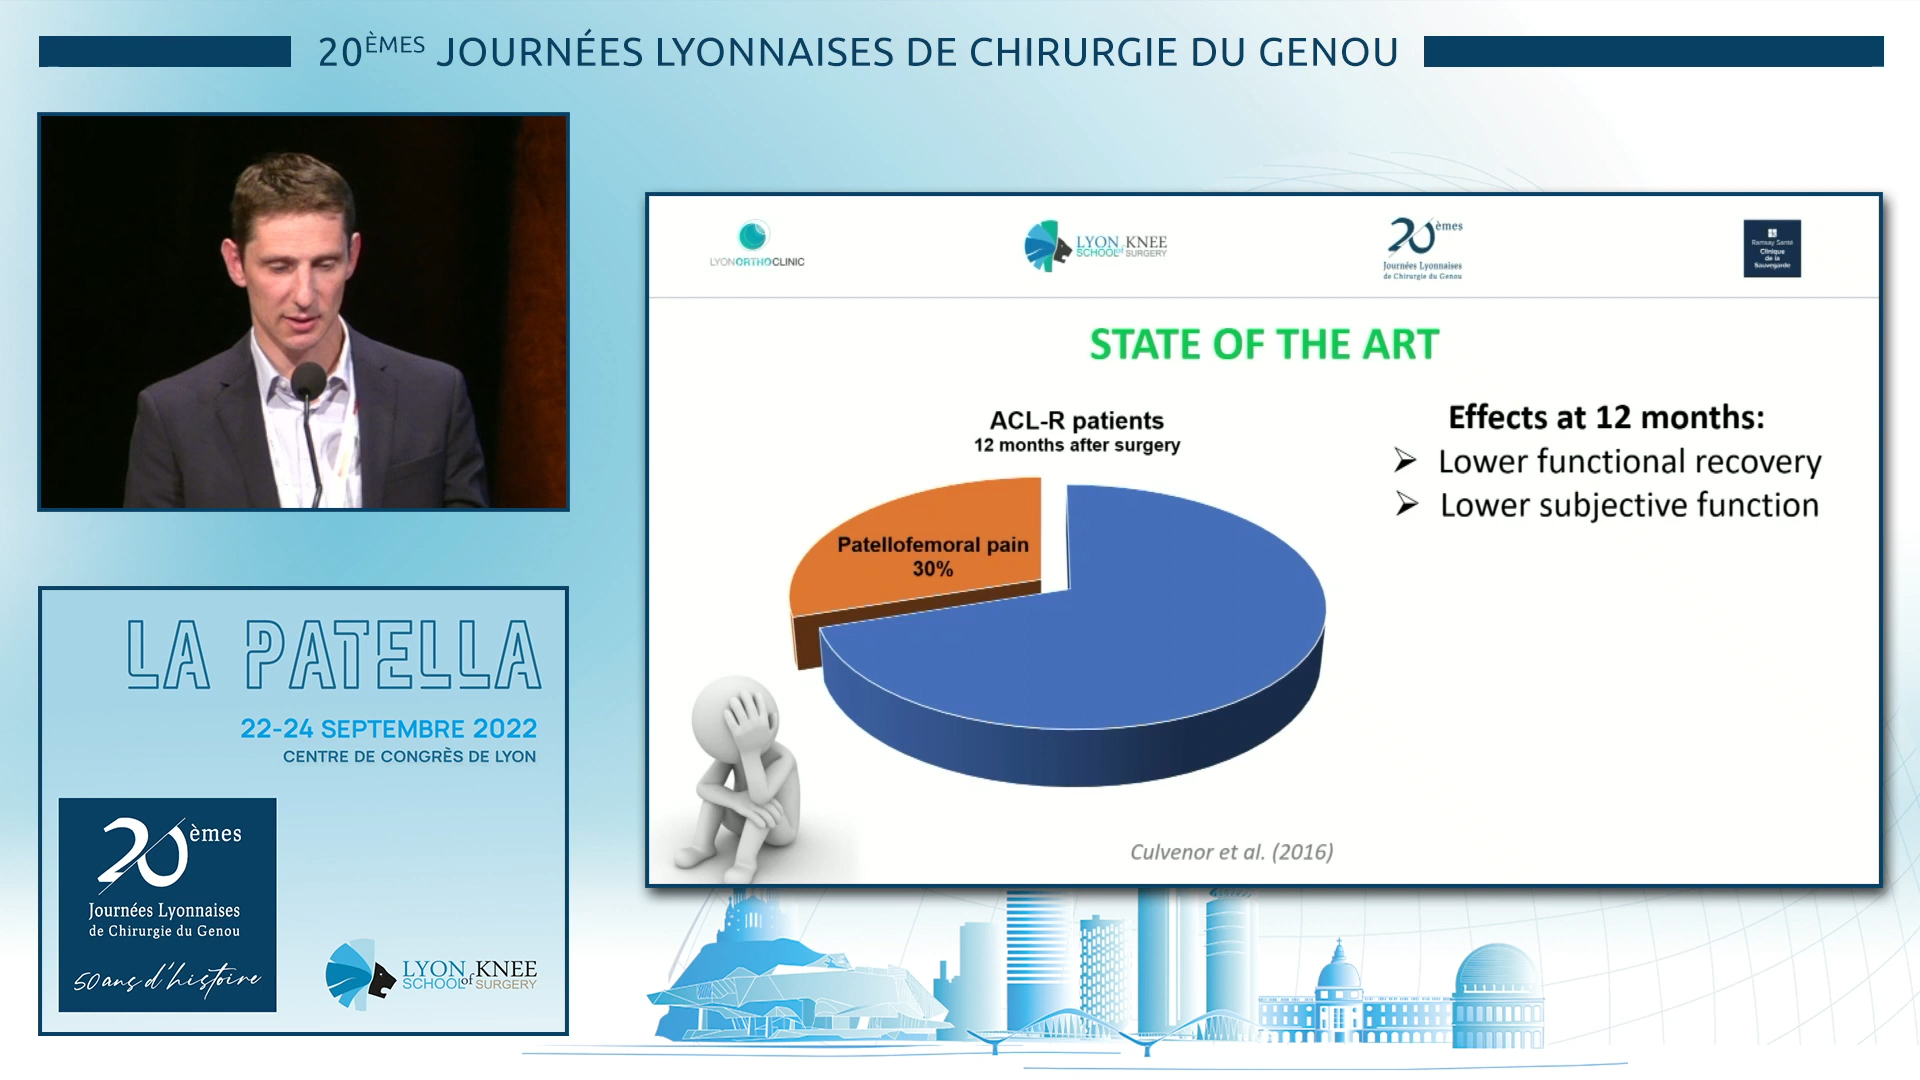 20ÈMES JOURNÉES LYONNAISES DE CHIRURGIE DU GENOU
LYONORTHOCLINIC
LYON KNEE
SCHOOL of SURGERY
20èmes
Journées Lyonnaises
de Chirurgie du Genou
Ramsay Santé
Clinique
de la
Sauvegarde
STATE OF THE ART
ACL-R patients
12 months after surgery
Patellofemoral pain
30%
Effects at 12 months:
➢ Lower functional recovery
➢ Lower subjective function
Culvenor et al. (2016)
LA PATELLA
22-24 SEPTEMBRE 2022
CENTRE DE CONGRÈS DE LYON
20èmes
Journées Lyonnaises
de Chirurgie du Genou
50 ans d'histoire
LYON KNEE
SCHOOL of SURGERY